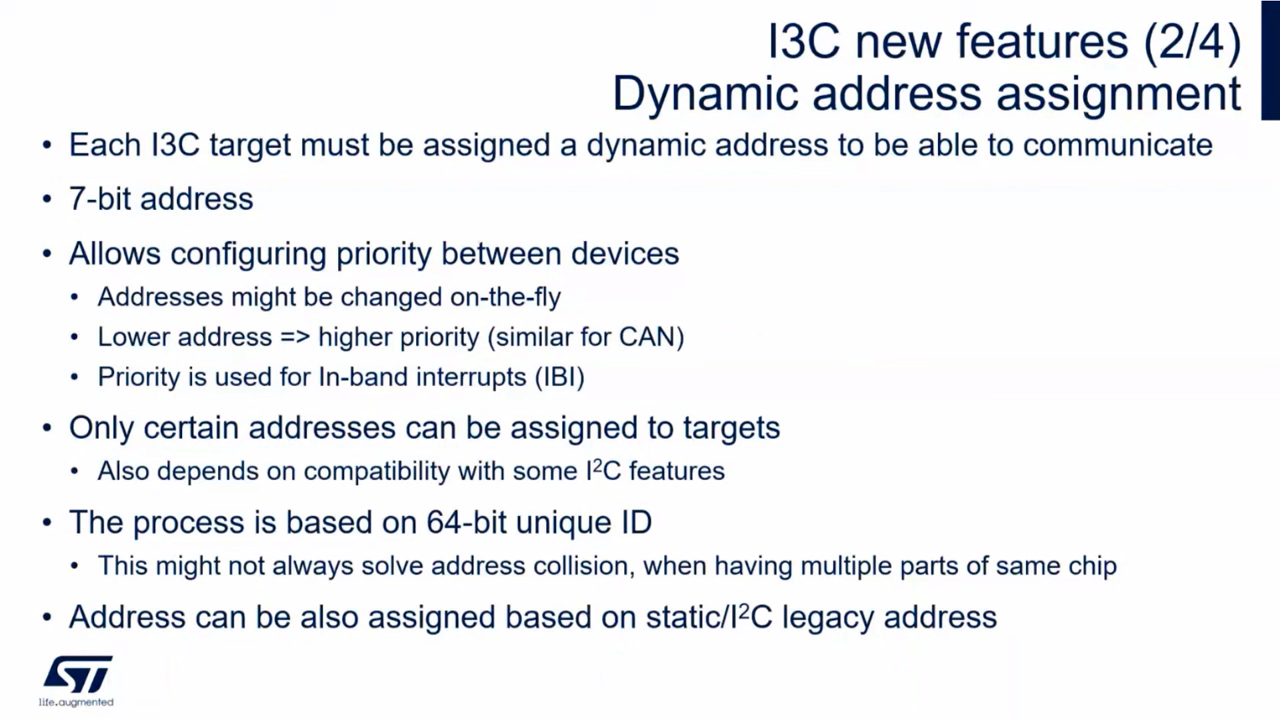 I3C new features (2/4)
Dynamic address assignment
• Each I3C target must be assigned a dynamic address to be able to communicate
• 7-bit address
• Allows configuring priority between devices
• Addresses might be changed on-the-fly
• Lower address => higher priority (similar for CAN)
• Priority is used for In-band interrupts (IBI)
• Only certain addresses can be assigned to targets
• Also depends on compatibility with some I²C features
• The process is based on 64-bit unique ID
• This might not always solve address collision, when having multiple parts of same chip
• Address can be also assigned based on static/I²C legacy address
ST
life.augmented